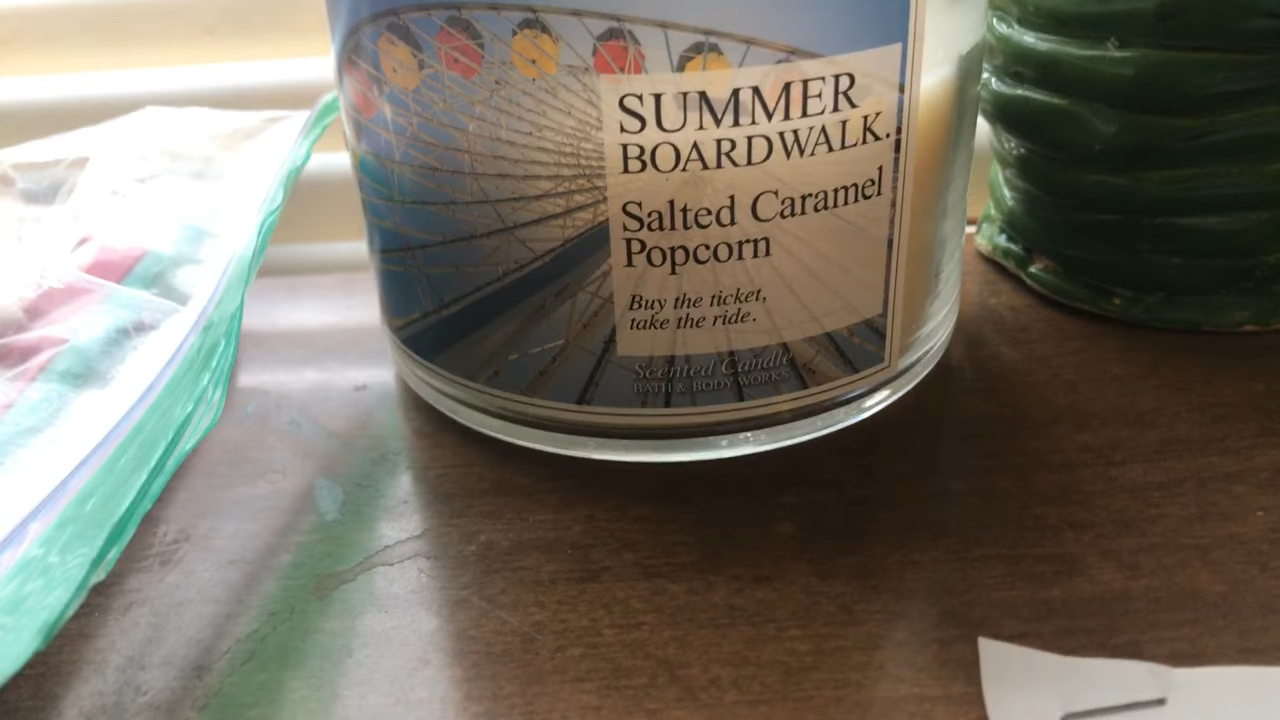 SUMMER
BOARDWALK.
Salted Caramel
Popcorn
Buy the ticket,
take the ride.
Scented Candle
BATH & BODY WORKS